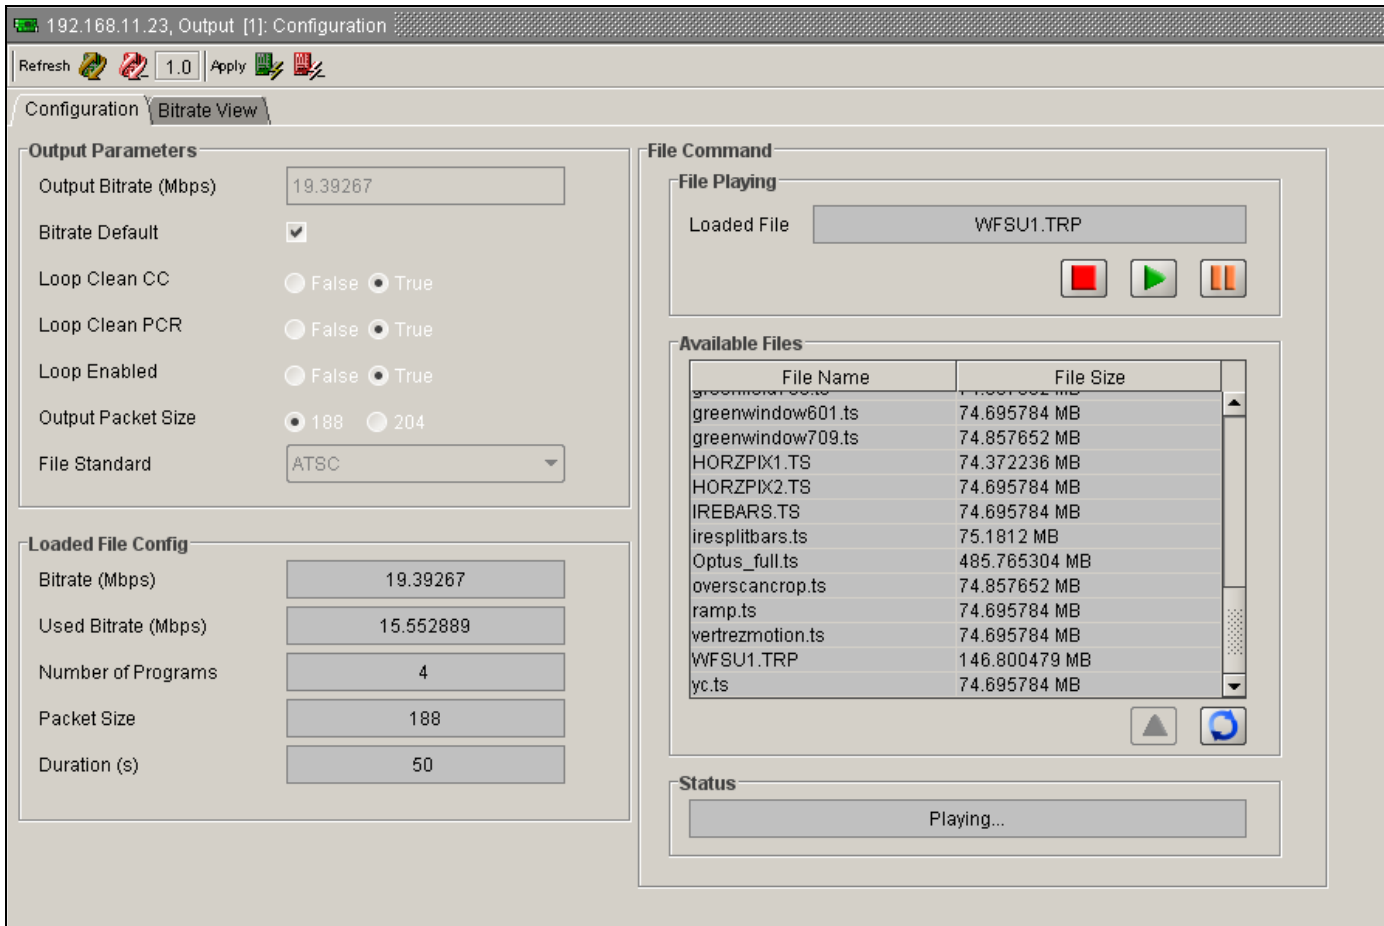 192.168.11.23, Output [1]: Configuration
Refresh 1.0 Apply
Configuration Bitrate View
Output Parameters
Output Bitrate (Mbps) 19.39267
Bitrate Default
Loop Clean CC False True
Loop Clean PCR False True
Loop Enabled False True
Output Packet Size 188 204
File Standard ATSC
Loaded File Config
Bitrate (Mbps) 19.39267
Used Bitrate (Mbps) 15.552889
Number of Programs 4
Packet Size 188
Duration (s) 50
File Command
File Playing
Loaded File WFSU1.TRP
Available Files
File Name File Size
greenwindow601.ts 74.695784 MB
greenwindow709.ts 74.857652 MB
HORZPIX1.TS 74.372236 MB
HORZPIX2.TS 74.695784 MB
IREBARS.TS 74.695784 MB
iresplitbars.ts 75.1812 MB
Optus_full.ts 485.765304 MB
overscancrop.ts 74.857652 MB
ramp.ts 74.695784 MB
vertrezmotion.ts 74.695784 MB
WFSU1.TRP 146.800479 MB
yc.ts 74.695784 MB
Status
Playing...